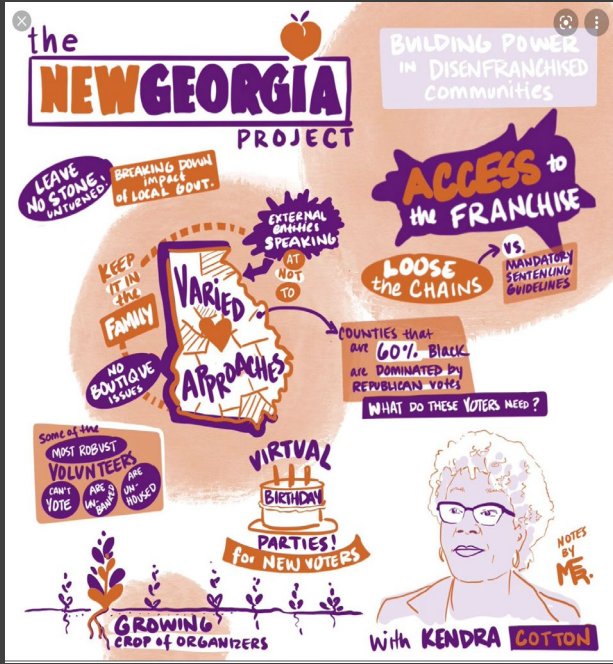 the
NEW GEORGIA
PROJECT
BUILDING POWER
IN DISENFRANCHISED
COMMUNITIES
LEAVE
NO STONE
UNTURNED!
BREAKING DOWN
impact
of LOCAL GOVT.
ACCESS to
the FRANCHISE
EXTERNAL
entities
SPEAKING
AT
NOT
TO
LOOSE
the CHAINS
VS.
MANDATORY
SENTENCING
GUIDELINES
KEEP
IT IN
the
FAMILY
VARIED
APPROACHES
NO
BOUTIQUE
ISSUES
COUNTIES that
are 60% Black
are DOMINATED by
REPUBLICAN VOTES
WHAT DO THESE VOTERS NEED?
Some of the
MOST ROBUST
VOLUNTEERS
CAN'T
VOTE
ARE
UN-
BANKED
ARE
UN-
HOUSED
VIRTUAL
BIRTHDAY
PARTIES!
for NEW VOTERS
NOTES
BY
MER.
GROWING
CROP of ORGANIZERS
with KENDRA COTTON